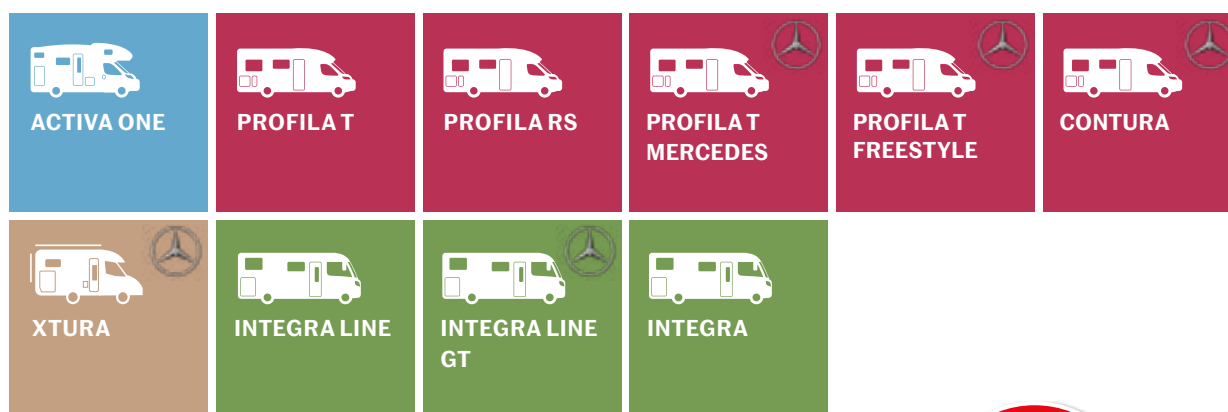 ACTIVA ONE
PROFILA T
PROFILA RS
PROFILA T
MERCEDES
PROFILA T
FREESTYLE
CONTURA
XTURA
INTEGRA LINE
INTEGRA LINE
GT
INTEGRA